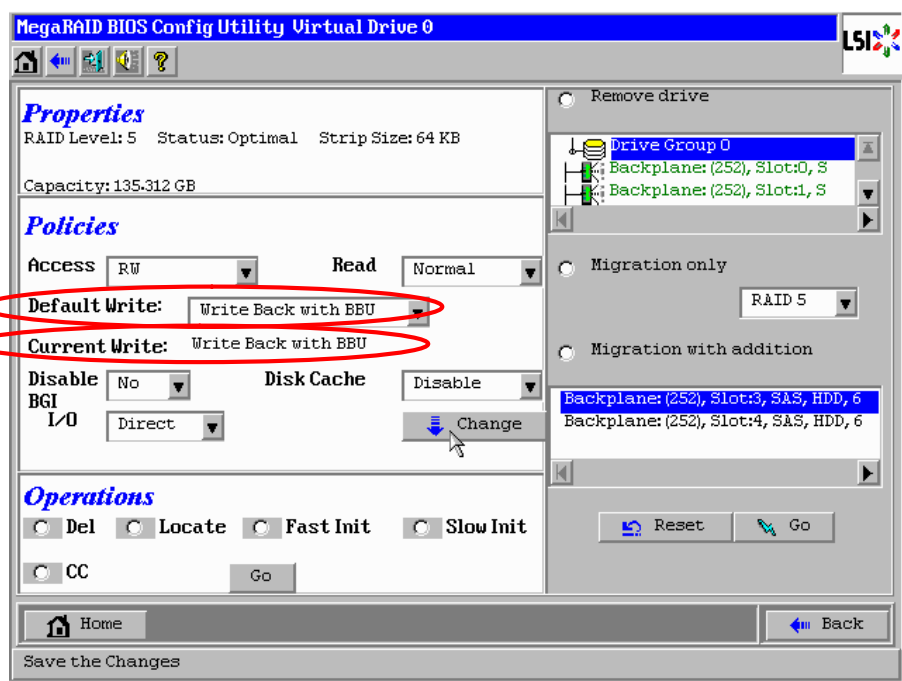 MegaRAID BIOS Config Utility Virtual Drive 0
LSI
Properties
RAID Level: 5 Status: Optimal Strip Size: 64 KB
Capacity: 135.312 GB
Policies
Access RW Read Normal
Default Write: Write Back with BBU
Current Write: Write Back with BBU
Disable BGI No Disk Cache Disable
I/O Direct Change
Operations
Del Locate Fast Init Slow Init
CC Go
Remove drive
Drive Group 0
Backplane: (252), Slot:0, S
Backplane: (252), Slot:1, S
Migration only
RAID 5
Migration with addition
Backplane: (252), Slot:3, SAS, HDD, 6
Backplane: (252), Slot:4, SAS, HDD, 6
Reset Go
Home Back
Save the Changes